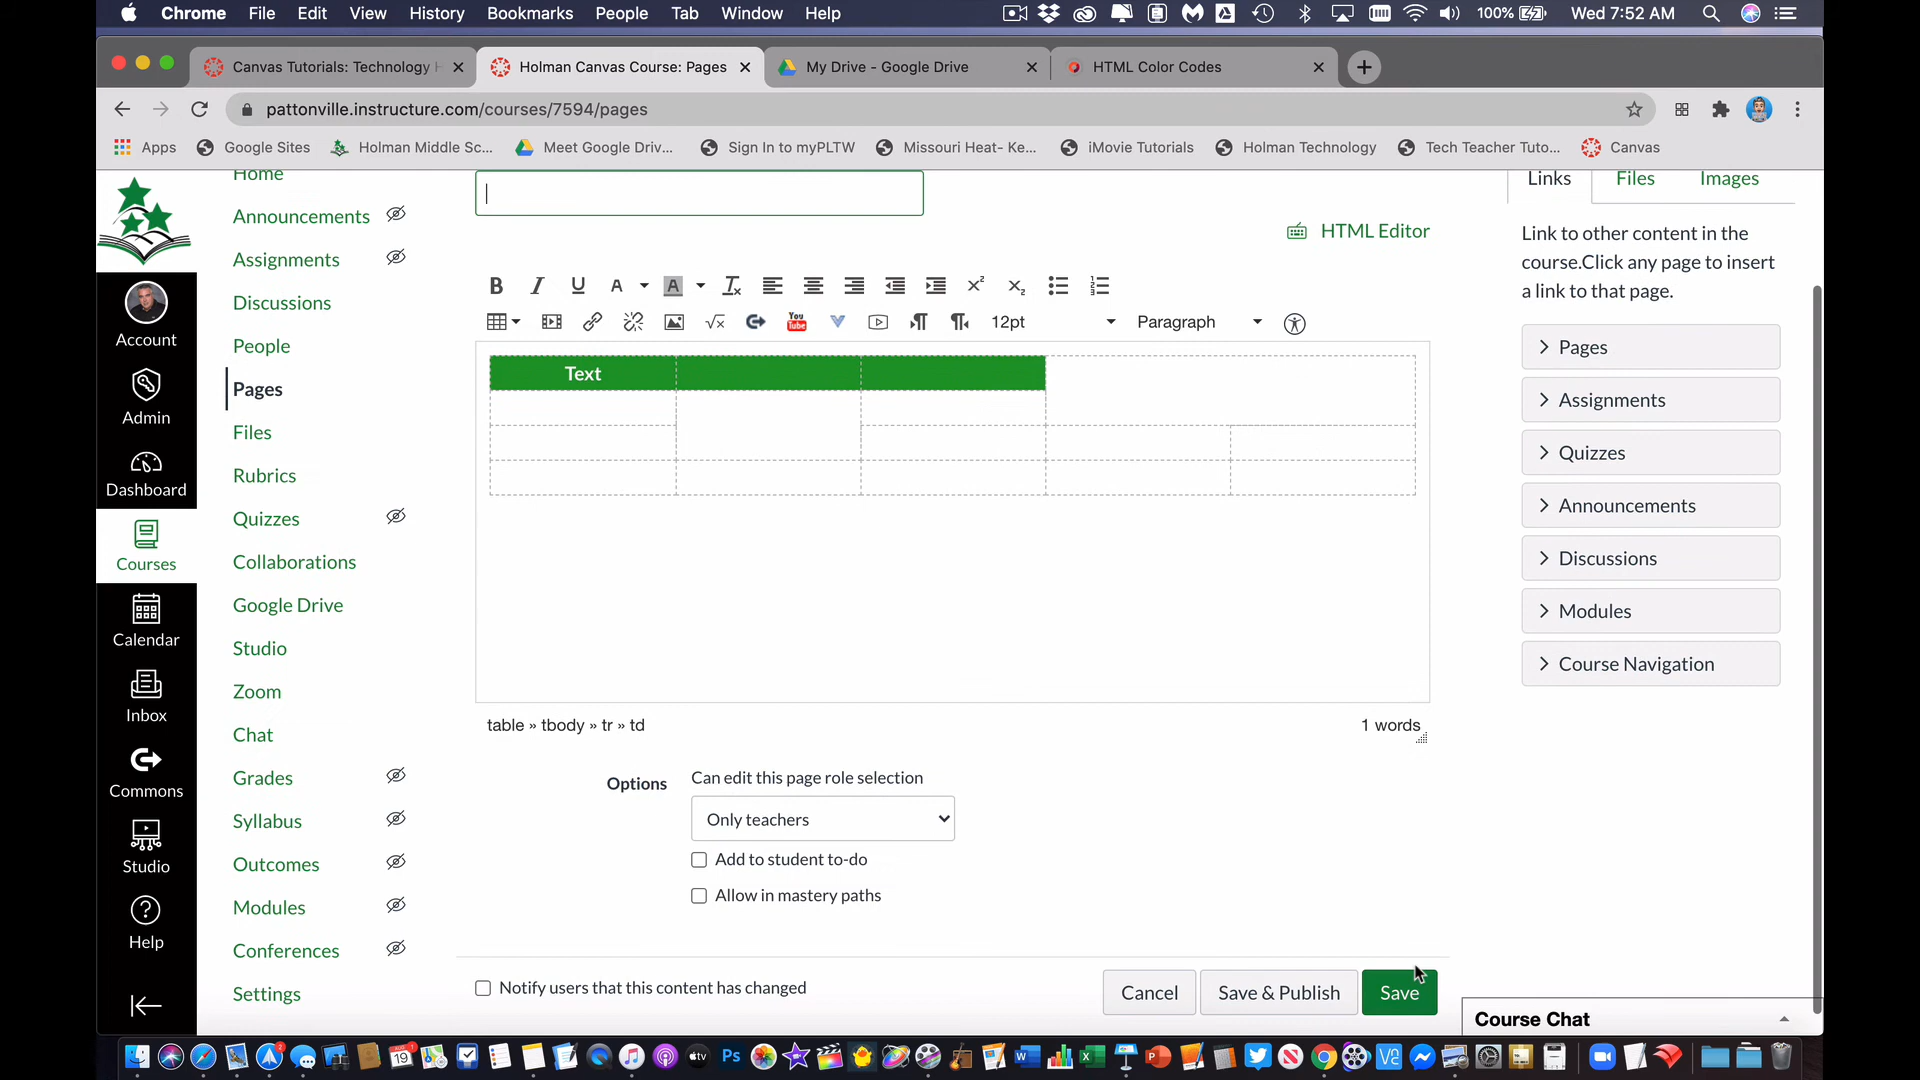 Chrome File Edit View History Bookmarks People Tab Window Help 100% Wed 7:52 AM
Canvas Tutorials: Technology H Holman Canvas Course: Pages My Drive - Google Drive HTML Color Codes
pattonville.instructure.com/courses/7594/pages
Apps Google Sites Holman Middle Sc... Meet Google Driv... Sign In to myPLTW Missouri Heat- Ke... iMovie Tutorials Holman Technology Tech Teacher Tuto... Canvas
Account
Admin
Dashboard
Courses
Calendar
Inbox
Commons
Studio
Help
Home
Announcements
Assignments
Discussions
People
Pages
Files
Rubrics
Quizzes
Collaborations
Google Drive
Studio
Zoom
Chat
Grades
Syllabus
Outcomes
Modules
Conferences
Settings
HTML Editor
B I U A A
12pt Paragraph
Text
table » tbody » tr » td 1 words
Options
Can edit this page role selection
Only teachers
Add to student to-do
Allow in mastery paths
Notify users that this content has changed
Cancel Save & Publish Save
Links Files Images
Link to other content in the
course.Click any page to insert
a link to that page.
Pages
Assignments
Quizzes
Announcements
Discussions
Modules
Course Navigation
Course Chat